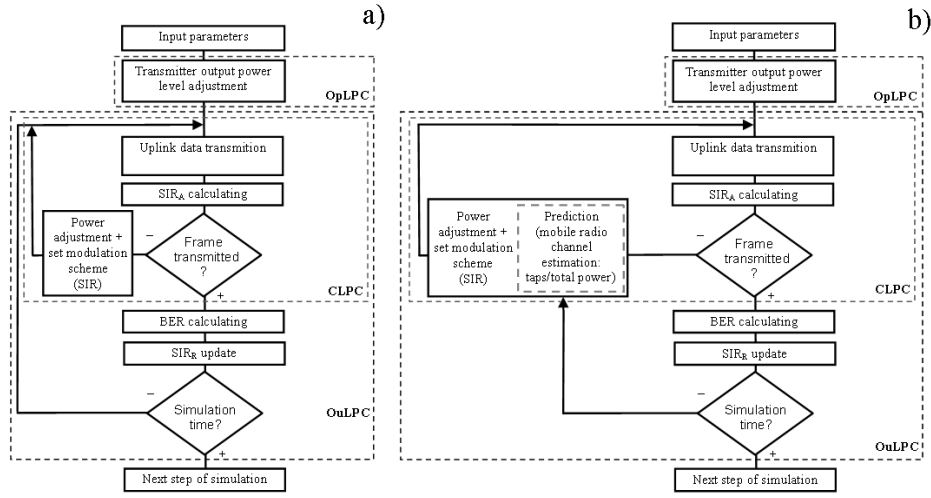 a)
Input parameters
Transmitter output power
level adjustment
OpLPC
Uplink data transmition
SIRA calculating
Power
adjustment +
set modulation
scheme
(SIR)
–
Frame
transmitted
?
+
CLPC
BER calculating
SIRR update
–
Simulation
time?
OuLPC
+
Next step of simulation
b)
Input parameters
Transmitter output power
level adjustment
OpLPC
Uplink data transmition
SIRA calculating
Power
adjustment +
set modulation
scheme
(SIR)
Prediction
(mobile radio
channel
estimation:
taps/total power)
–
Frame
transmitted
?
+
CLPC
BER calculating
SIRR update
–
Simulation
time?
+
OuLPC
Next step of simulation